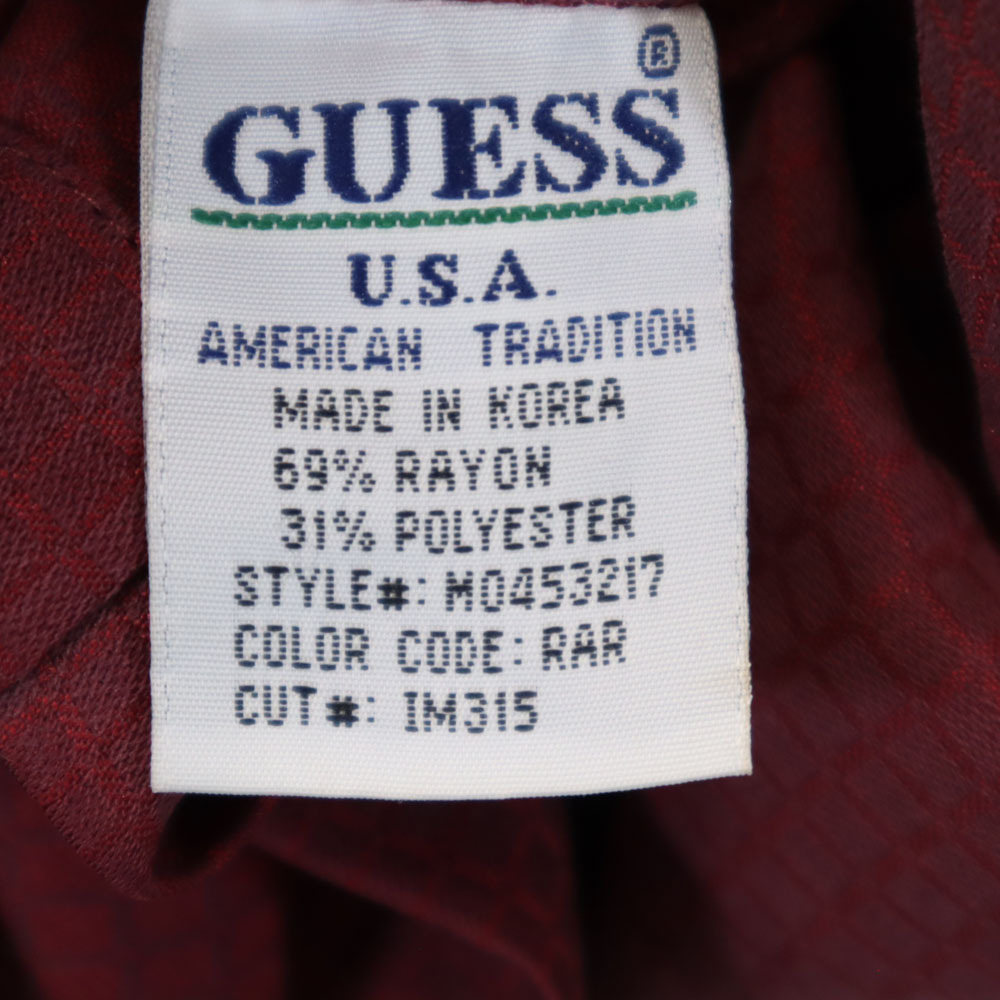 ®
GUESS
U.S.A.
AMERICAN TRADITION
MADE IN KOREA
69% RAYON
31% POLYESTER
STYLE#: M0453217
COLOR CODE: RAR
CUT#: IM315